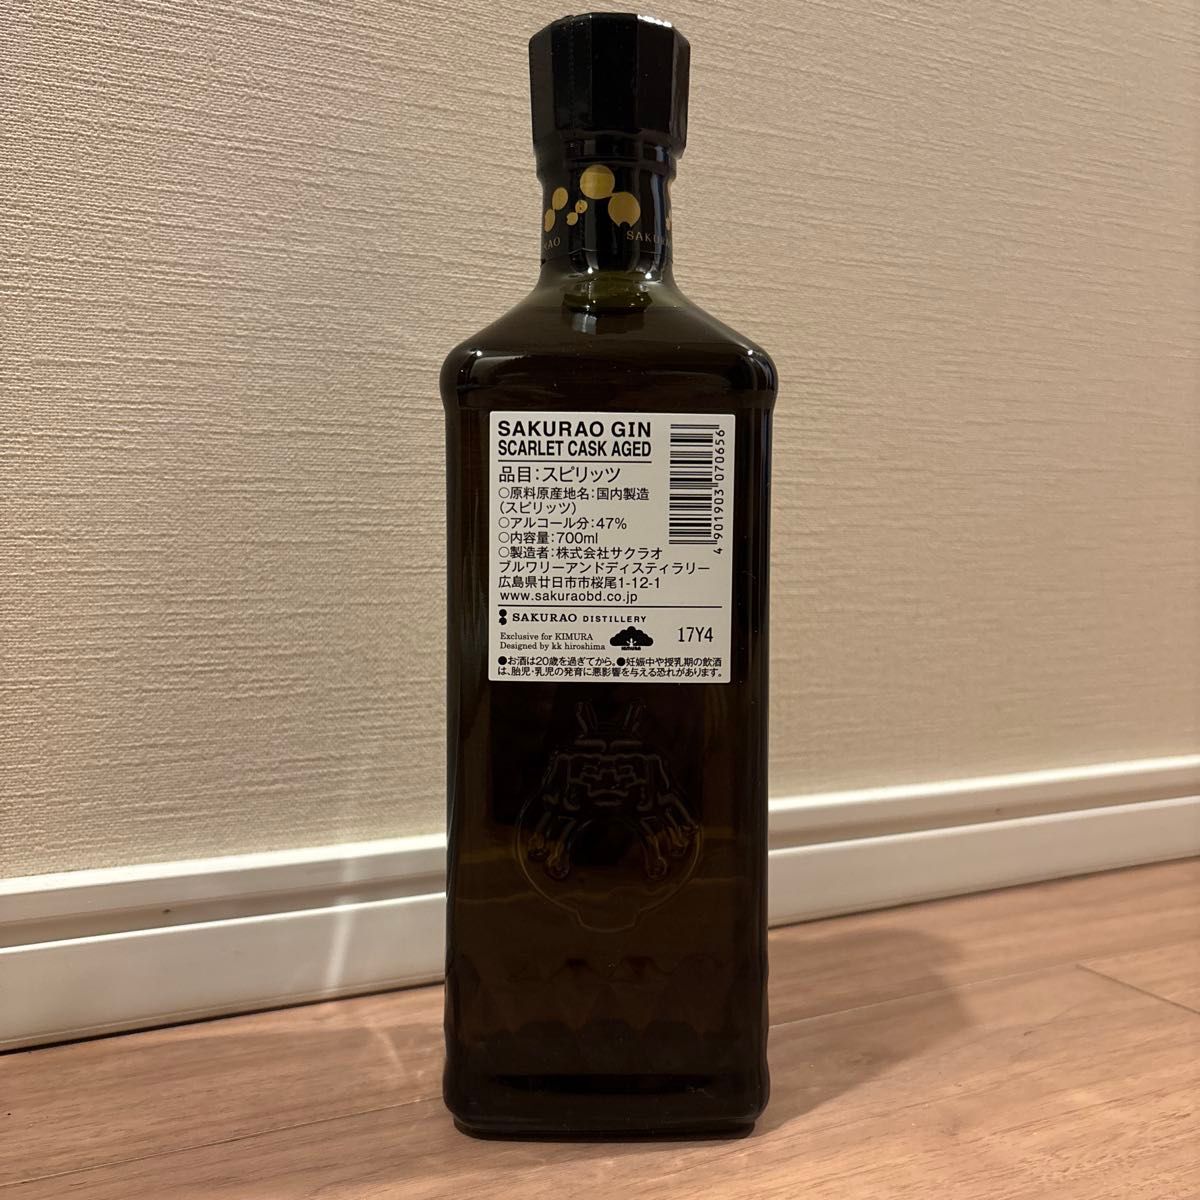 RAO
SAKURA
SAKURAO GIN
SCARLET CASK AGED
品目:スピリッツ
○原料原産地名:国内製造
(スピリッツ)
○アルコール分:47%
○内容量:700ml
○製造者:株式会社サクラオ
ブルワリーアンドディスティラリー
広島県廿日市市桜尾1-12-1
www.sakuraobd.co.jp
4 901903 070656
SAKURAO DISTILLERY
Exclusive for KIMURA
Designed by kk hiroshima
KIMURA
17Y4
●お酒は20歳を過ぎてから。●妊娠中や授乳期の飲酒
は、胎児・乳児の発育に悪影響を与える恐れがあります。